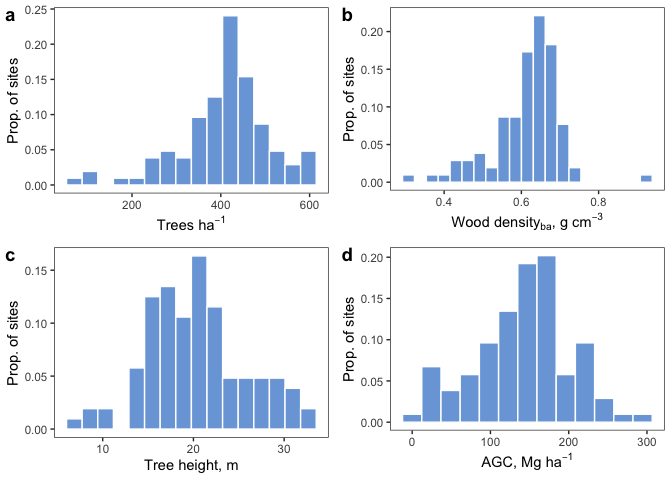 a
0.25
0.20
0.15
0.10
0.05
0.00
Prop. of sites
200
400
600
Trees ha⁻¹
b
0.20
0.15
0.10
0.05
0.00
Prop. of sites
0.4
0.6
0.8
Wood density_ba, g cm⁻³
c
0.15
0.10
0.05
0.00
Prop. of sites
10
20
30
Tree height, m
d
0.20
0.15
0.10
0.05
0.00
Prop. of sites
0
100
200
300
AGC, Mg ha⁻¹